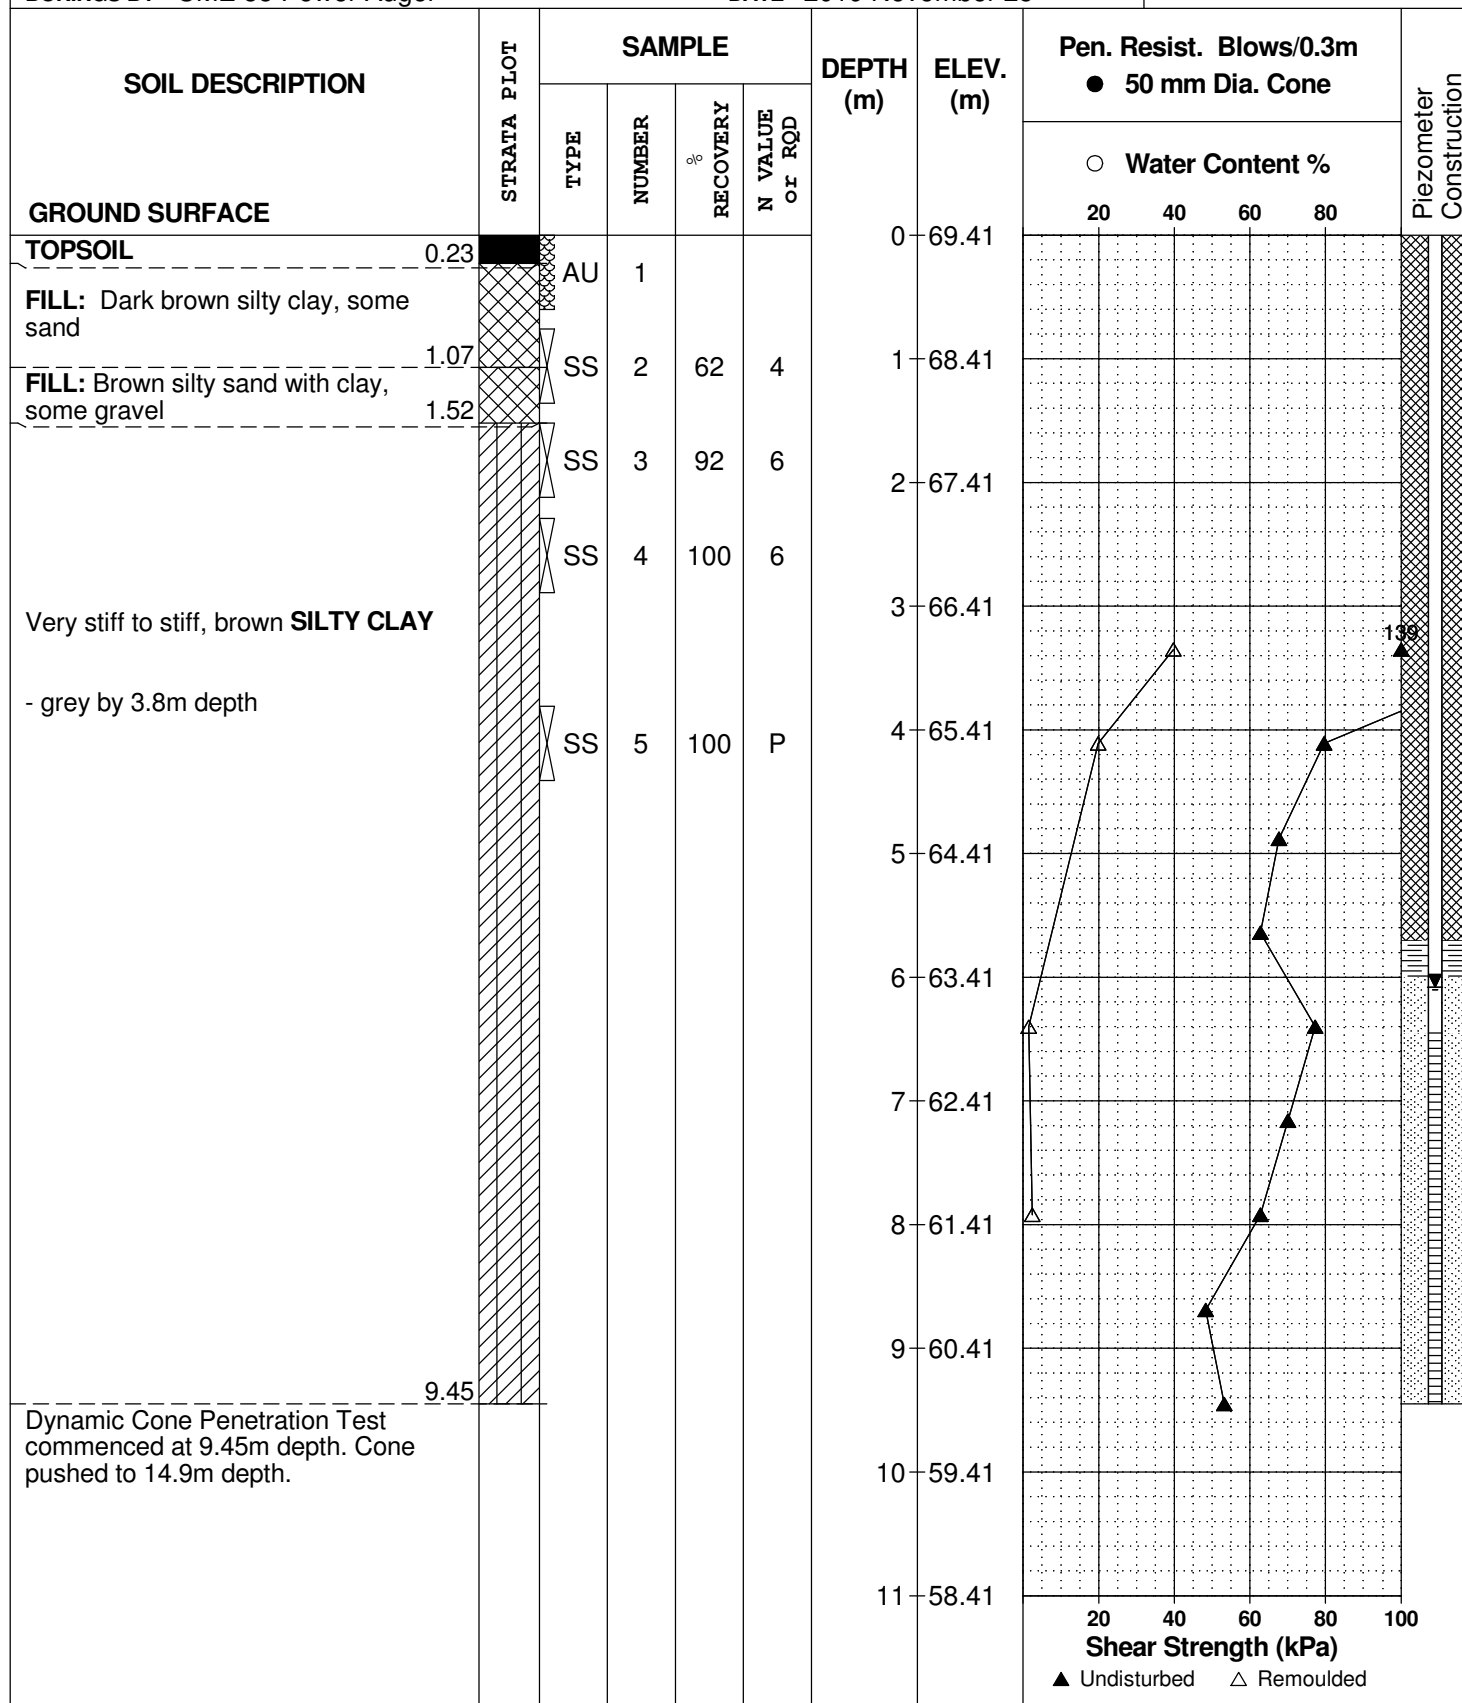 SOIL DESCRIPTION
GROUND SURFACE
STRATA PLOT
SAMPLE
TYPE
NUMBER
%
RECOVERY
N VALUE
or RQD
DEPTH
(m)
ELEV.
(m)
Pen. Resist. Blows/0.3m
● 50 mm Dia. Cone
○ Water Content %
20 40 60 80
Piezometer
Construction
TOPSOIL 0.23
FILL: Dark brown silty clay, some
sand
1.07
FILL: Brown silty sand with clay,
some gravel 1.52
Very stiff to stiff, brown SILTY CLAY
- grey by 3.8m depth
9.45
Dynamic Cone Penetration Test
commenced at 9.45m depth. Cone
pushed to 14.9m depth.
AU 1
SS 2 62 4
SS 3 92 6
SS 4 100 6
SS 5 100 P
0 69.41
1 68.41
2 67.41
3 66.41
4 65.41
5 64.41
6 63.41
7 62.41
8 61.41
9 60.41
10 59.41
11 58.41
139
20 40 60 80 100
Shear Strength (kPa)
▲ Undisturbed △ Remoulded